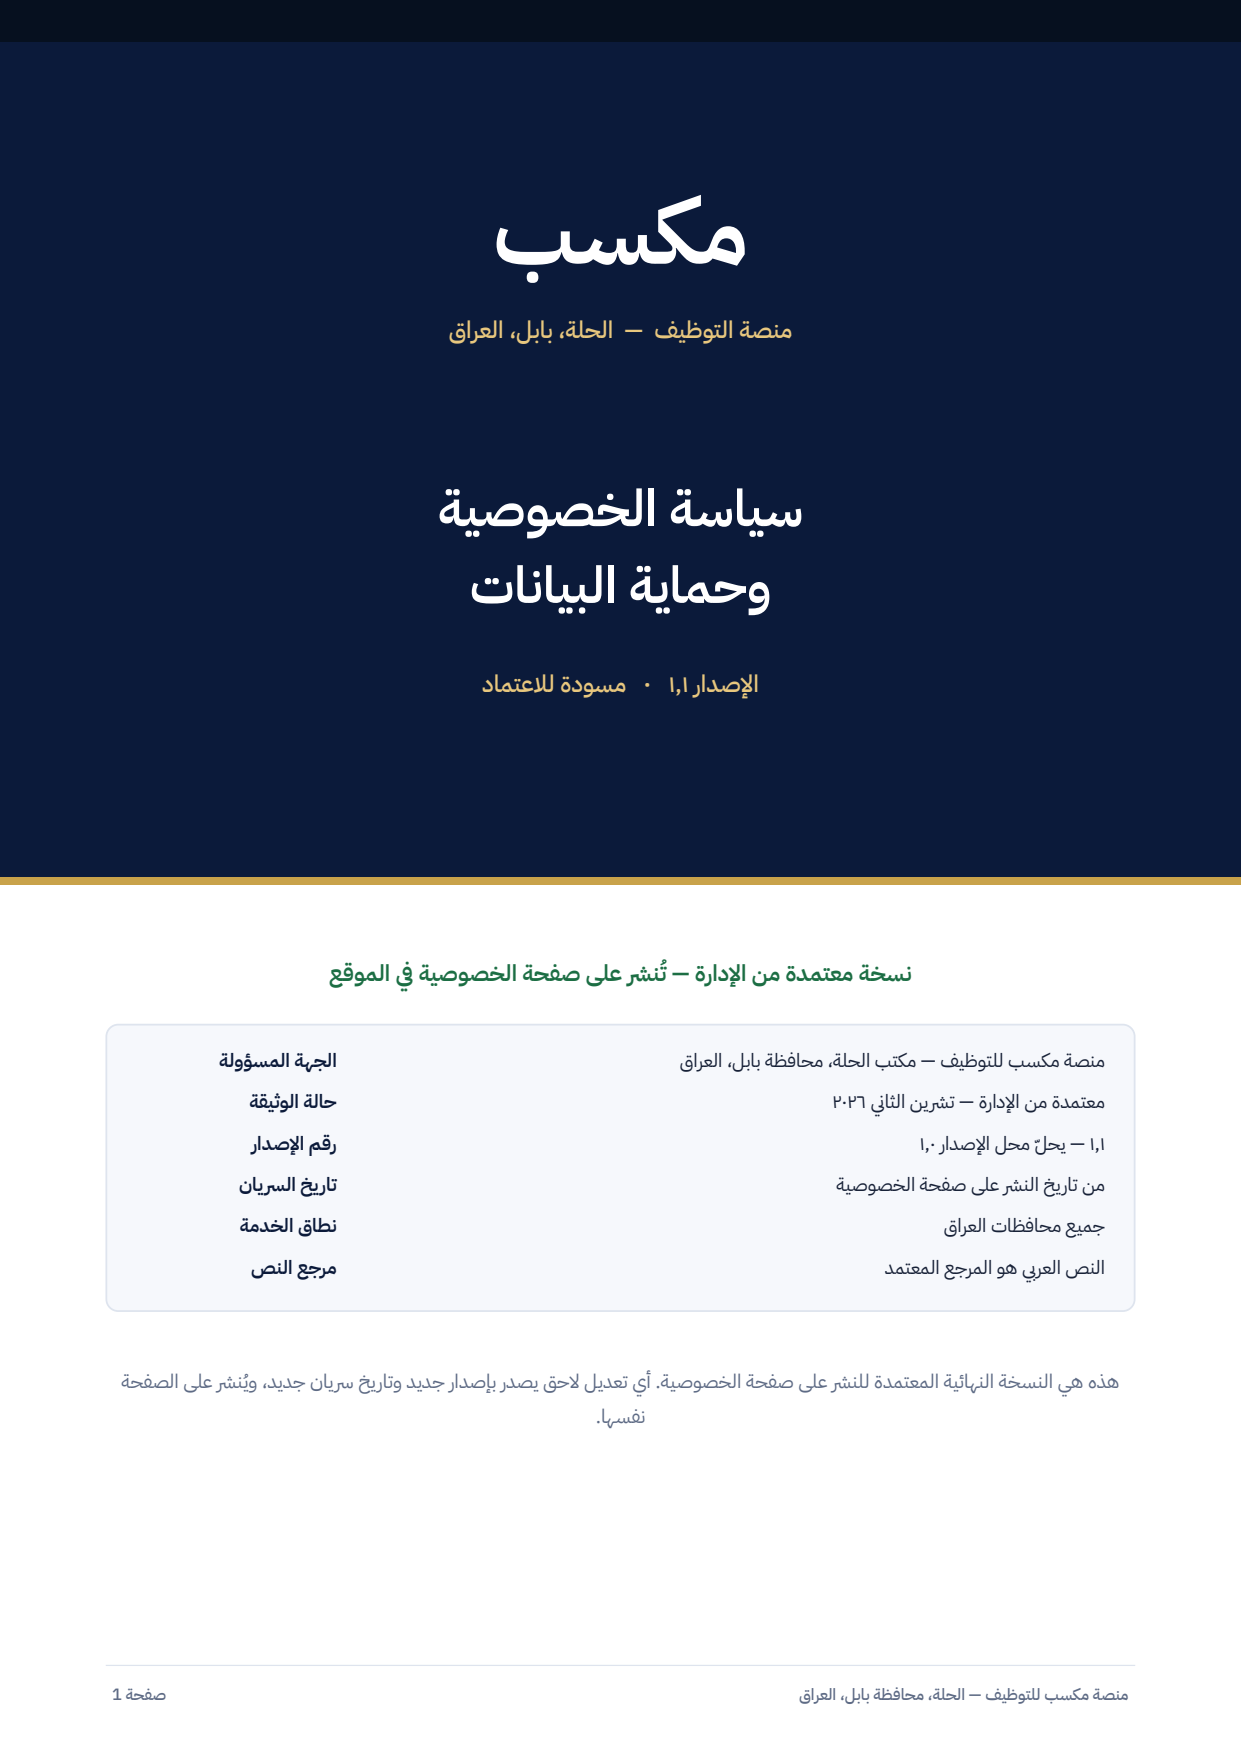 مكسب
منصة التوظيف — الحلة، بابل، العراق
سياسة الخصوصية
وحماية البيانات
الإصدار ١,١ · مسودة للاعتماد
نسخة معتمدة من الإدارة — تُنشر على صفحة الخصوصية في الموقع
منصة مكسب للتوظيف — مكتب الحلة، محافظة بابل، العراق الجهة المسؤولة
معتمدة من الإدارة — تشرين الثاني ٢٠٢٦ حالة الوثيقة
١,١ — يحلّ محل الإصدار ١,٠ رقم الإصدار
من تاريخ النشر على صفحة الخصوصية تاريخ السريان
جميع محافظات العراق نطاق الخدمة
النص العربي هو المرجع المعتمد مرجع النص
هذه هي النسخة النهائية المعتمدة للنشر على صفحة الخصوصية. أي تعديل لاحق يصدر بإصدار جديد وتاريخ سريان جديد، ويُنشر على الصفحة
نفسها.
منصة مكسب للتوظيف — الحلة، محافظة بابل، العراق صفحة 1